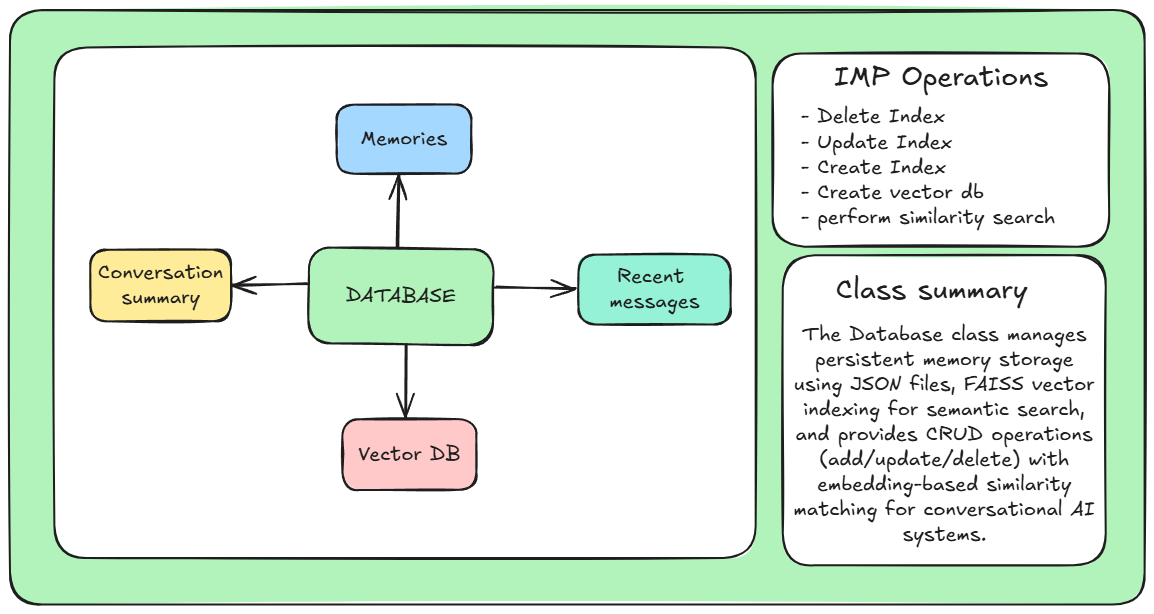 Memories
Conversation
summary
DATABASE
Recent
messages
Vector DB
IMP Operations
- Delete Index
- Update Index
- Create Index
- Create vector db
- perform similarity search
Class summary
The Database class manages
persistent memory storage
using JSON files, FAISS vector
indexing for semantic search,
and provides CRUD operations
(add/update/delete) with
embedding-based similarity
matching for conversational AI
systems.